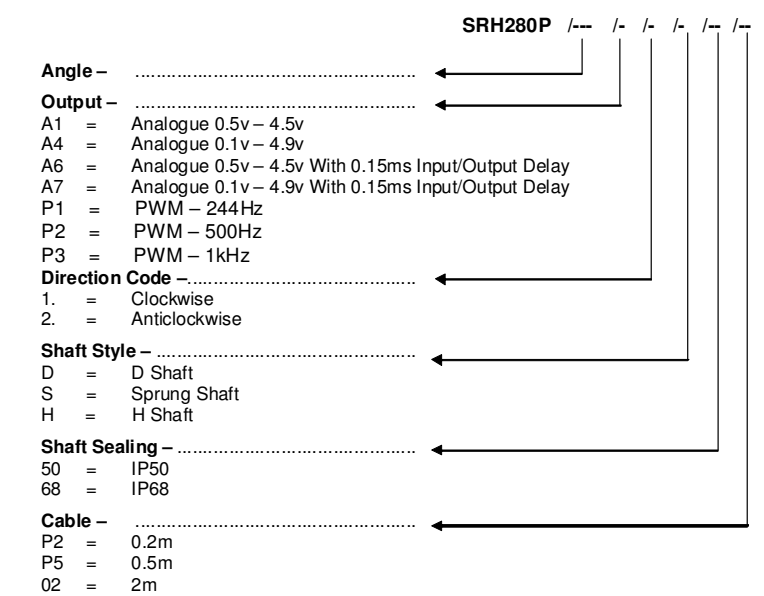 SRH280P /--- /- /- /- /-- /--
Angle – ......................................................
Output – ......................................................
A1 = Analogue 0.5v – 4.5v
A4 = Analogue 0.1v – 4.9v
A6 = Analogue 0.5v – 4.5v With 0.15ms Input/Output Delay
A7 = Analogue 0.1v – 4.9v With 0.15ms Input/Output Delay
P1 = PWM – 244Hz
P2 = PWM – 500Hz
P3 = PWM – 1kHz
Direction Code –............................................
1. = Clockwise
2. = Anticlockwise
Shaft Style – ..................................................
D = D Shaft
S = Sprung Shaft
H = H Shaft
Shaft Sealing – ..............................................
50 = IP50
68 = IP68
Cable – ......................................................
P2 = 0.2m
P5 = 0.5m
02 = 2m